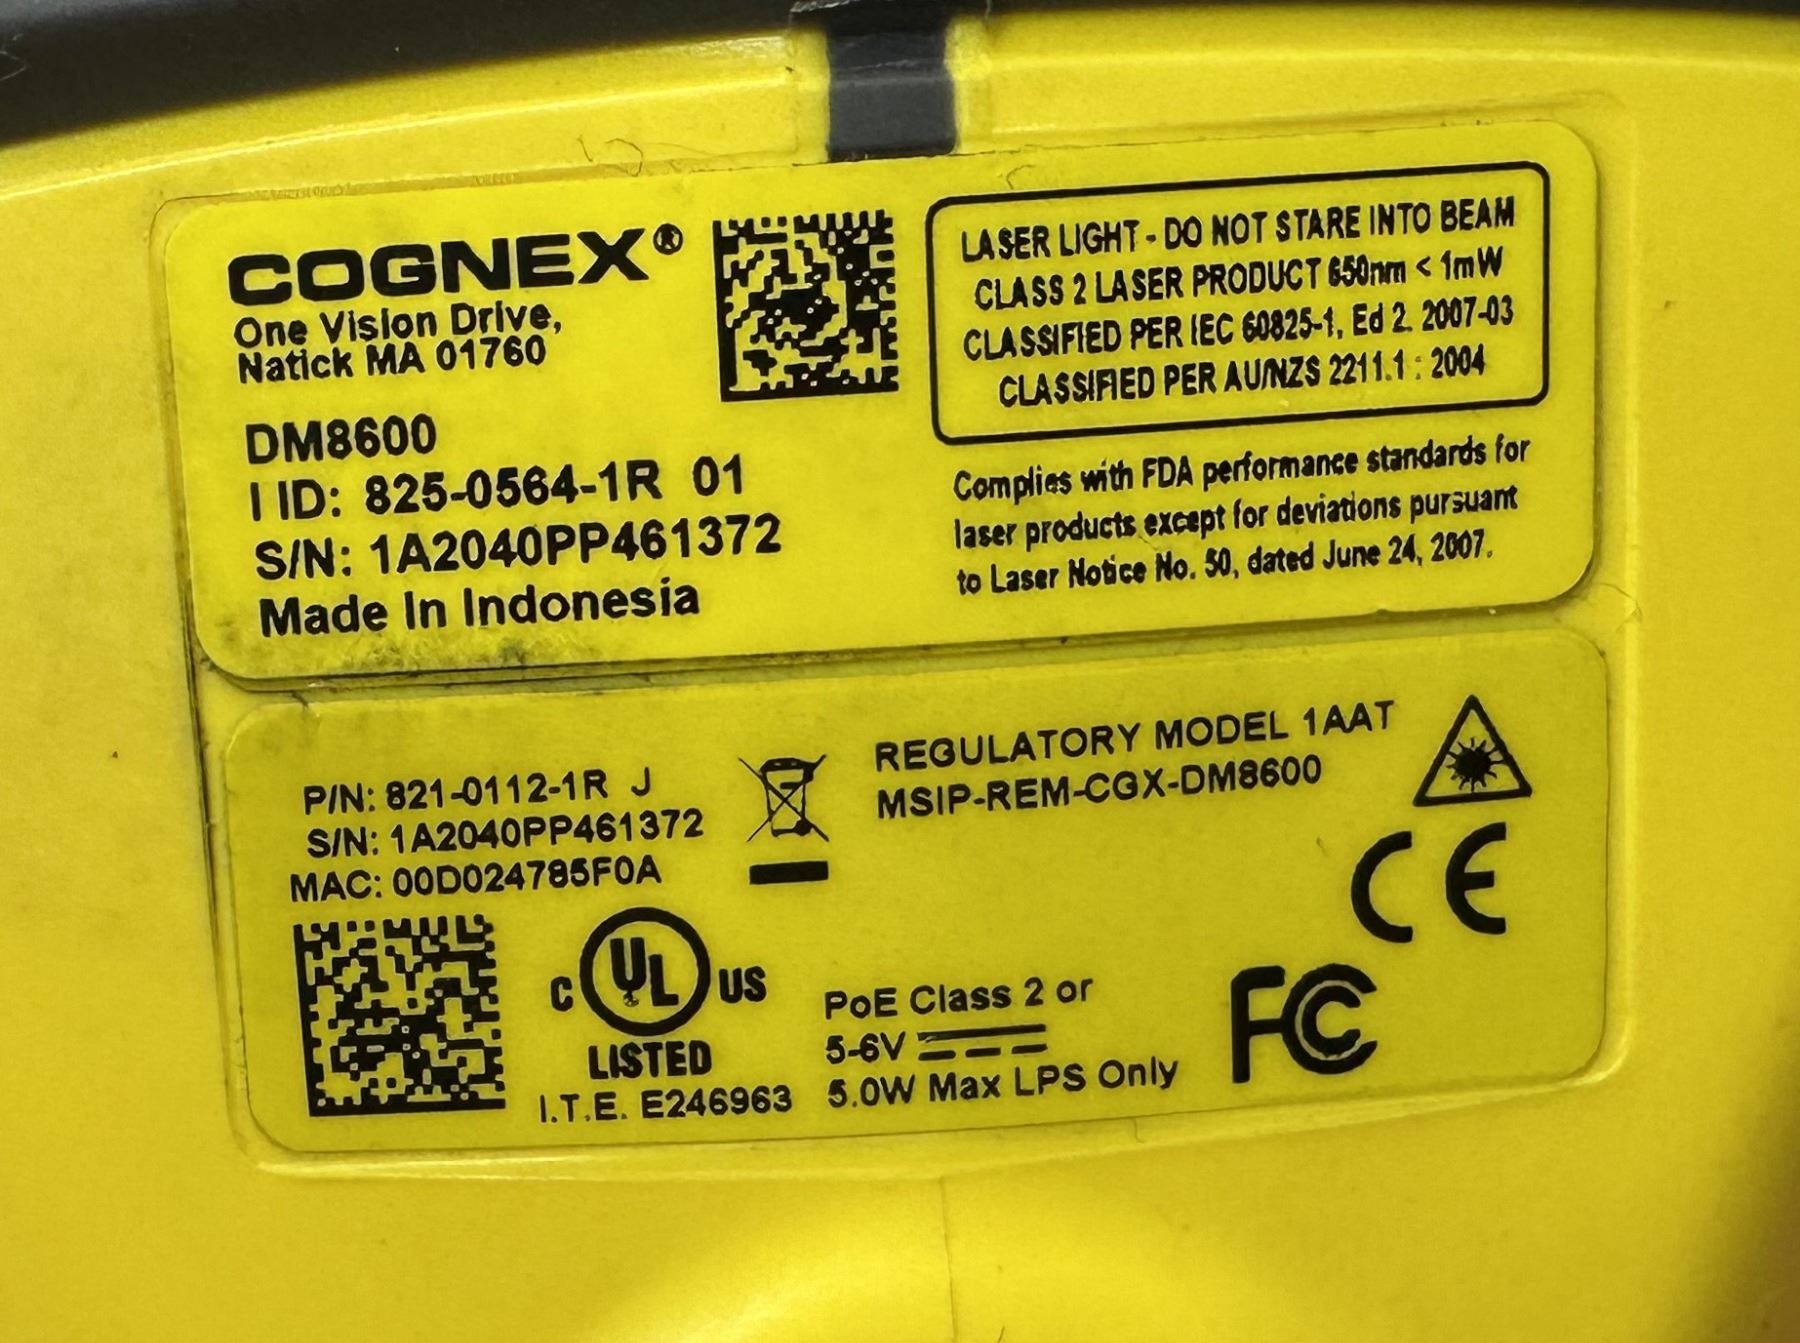 COGNEX®
One Vision Drive,
Natick MA 01760
DM8600
I ID: 825-0564-1R 01
S/N: 1A2040PP461372
Made In Indonesia
LASER LIGHT - DO NOT STARE INTO BEAM
CLASS 2 LASER PRODUCT 650nm < 1mW
CLASSIFIED PER IEC 60825-1, Ed 2. 2007-03
CLASSIFIED PER AU/NZS 2211.1 : 2004
Complies with FDA performance standards for
laser products except for deviations pursuant
to Laser Notice No. 50, dated June 24, 2007.
P/N: 821-0112-1R J
S/N: 1A2040PP461372
MAC: 00D024785F0A
REGULATORY MODEL 1AAT
MSIP-REM-CGX-DM8600
CE
C UL US
LISTED
I.T.E. E246963
PoE Class 2 or
5-6V
5.0W Max LPS Only
FC